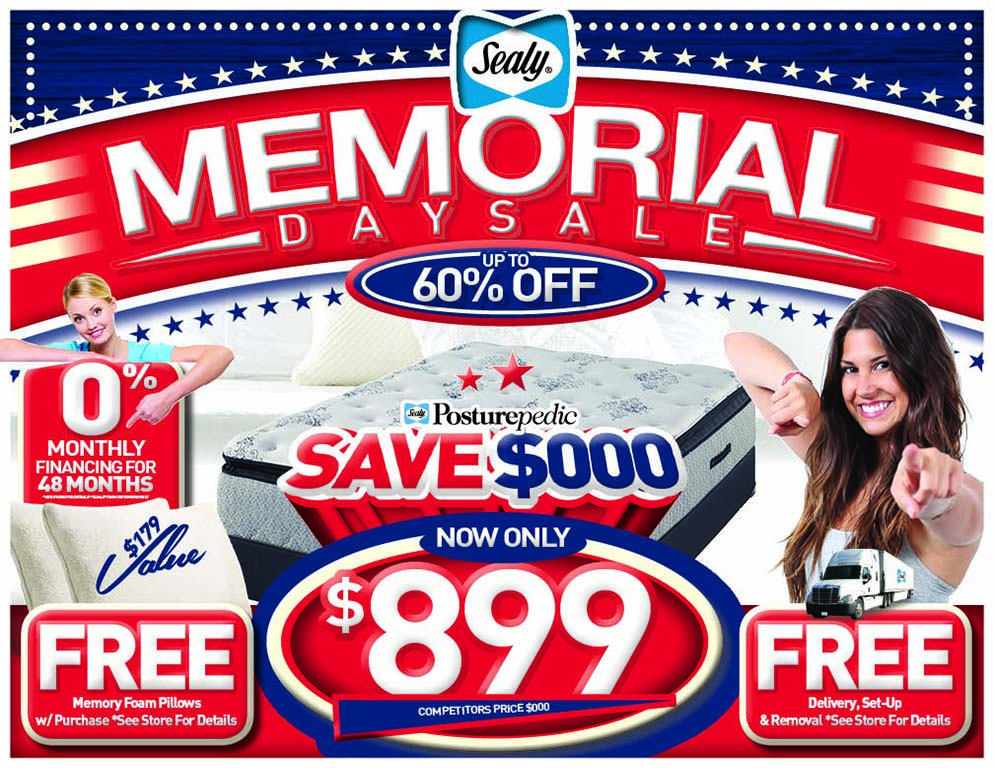 Sealy®
MEMORIAL
DAY SALE
UP TO
60% OFF
0%
MONTHLY
FINANCING FOR
48 MONTHS
Sealy Posturepedic
SAVE $000
$179
Value
NOW ONLY
$899
COMPETITORS PRICE $000
FREE
Memory Foam Pillows
w/ Purchase *See Store For Details
FREE
Delivery, Set-Up
& Removal *See Store For Details